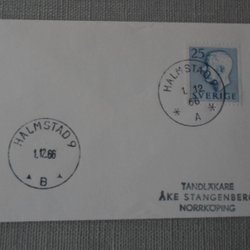 25
SVERIGE
HALMSTAD 9
1.12.
66
* A *
HALMSTAD 9
1.12.66
B
TANDLÄKARE
ÅKE STANGENBERG
NORRKÖPING